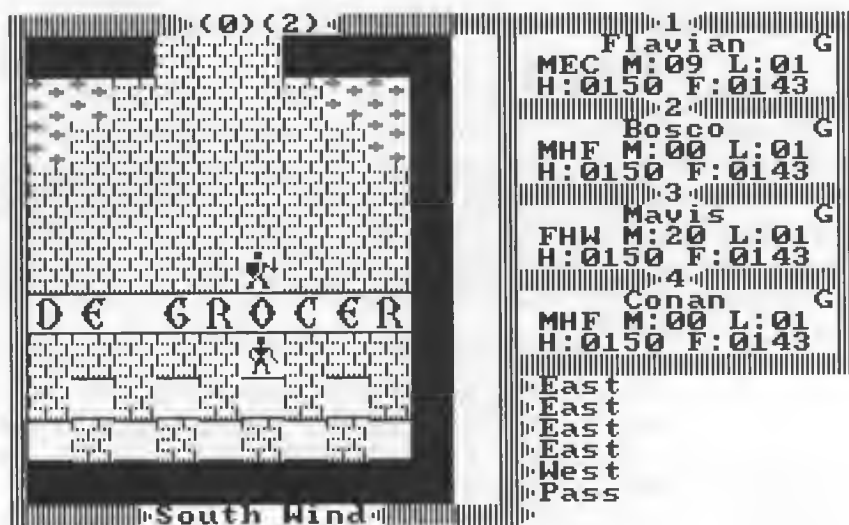 (0)(2)
DE GROCER
South Wind
1
Flavian G
MEC M:09 L:01
H:0150 F:0143
2
Bosco G
MHF M:00 L:01
H:0150 F:0143
3
Mavis G
FHW M:20 L:01
H:0150 F:0143
4
Conan G
MHF M:00 L:01
H:0150 F:0143
East
East
East
East
West
Pass